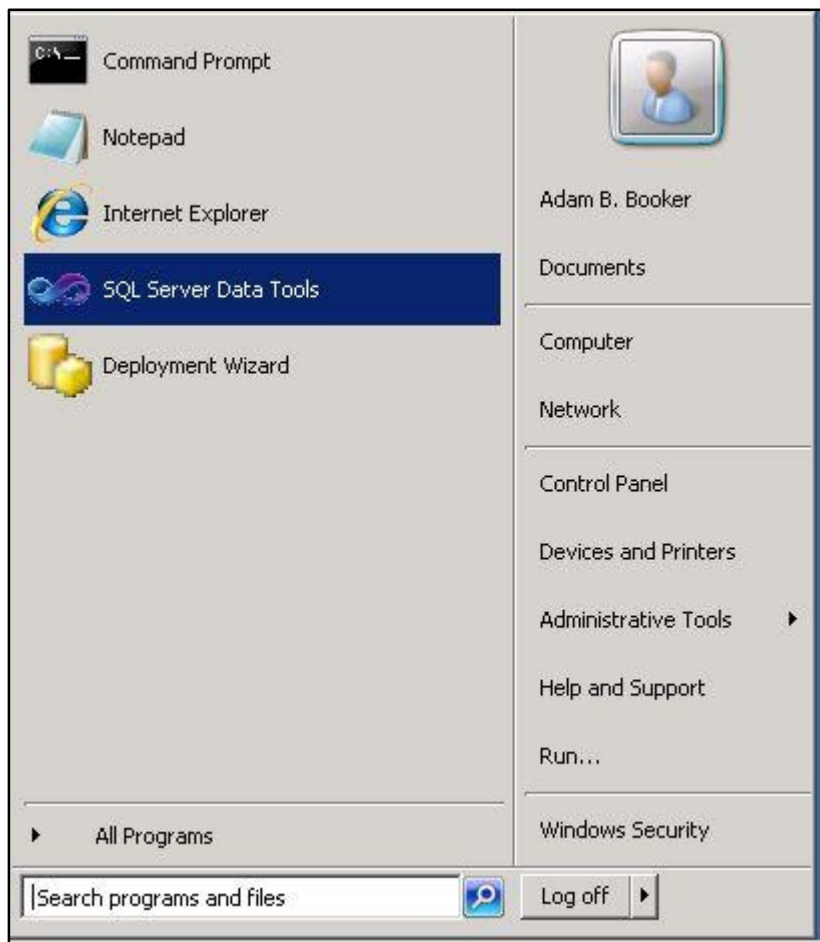 C:\_
Command Prompt
Notepad
Internet Explorer
SQL Server Data Tools
Deployment Wizard
All Programs
Search programs and files
Adam B. Booker
Documents
Computer
Network
Control Panel
Devices and Printers
Administrative Tools
Help and Support
Run...
Windows Security
Log off